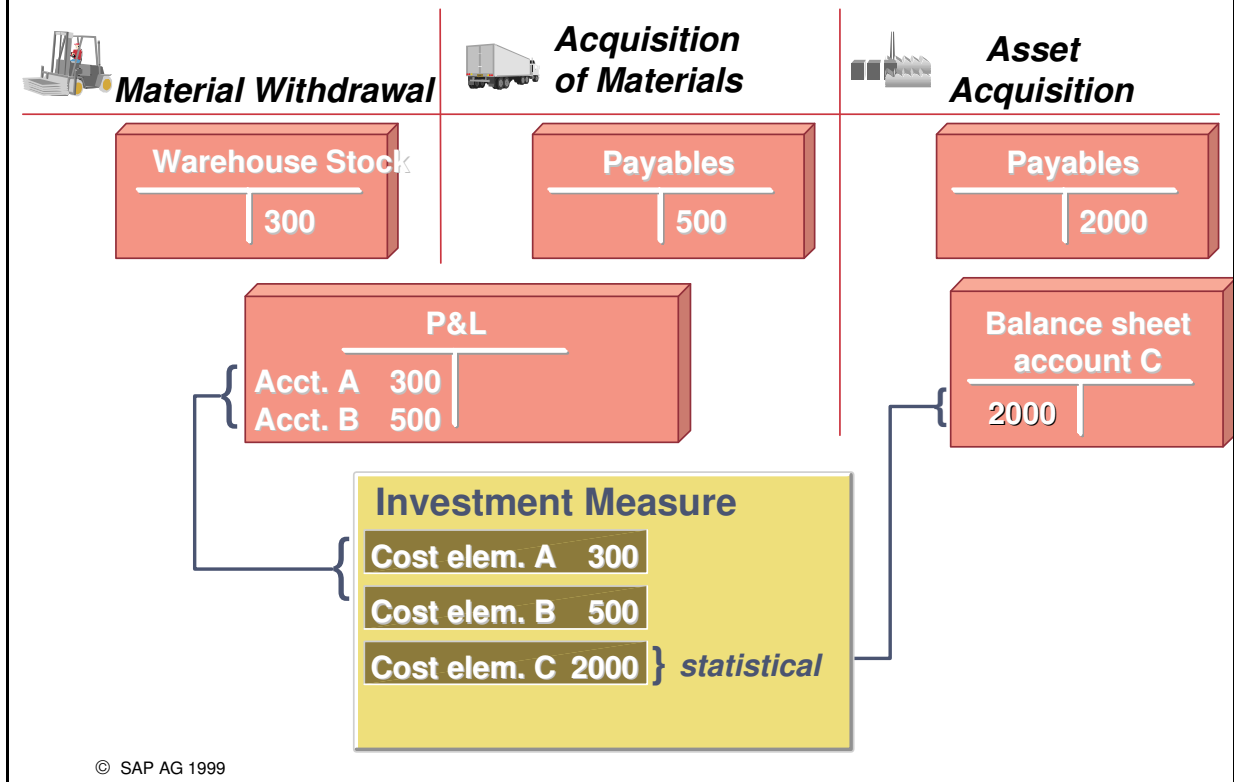 Material Withdrawal
Acquisition
of Materials
Asset
Acquisition
Warehouse Stock
300
Payables
500
Payables
2000
P&L
Acct. A 300
Acct. B 500
Balance sheet
account C
2000
Investment Measure
Cost elem. A 300
Cost elem. B 500
Cost elem. C 2000 } statistical
© SAP AG 1999